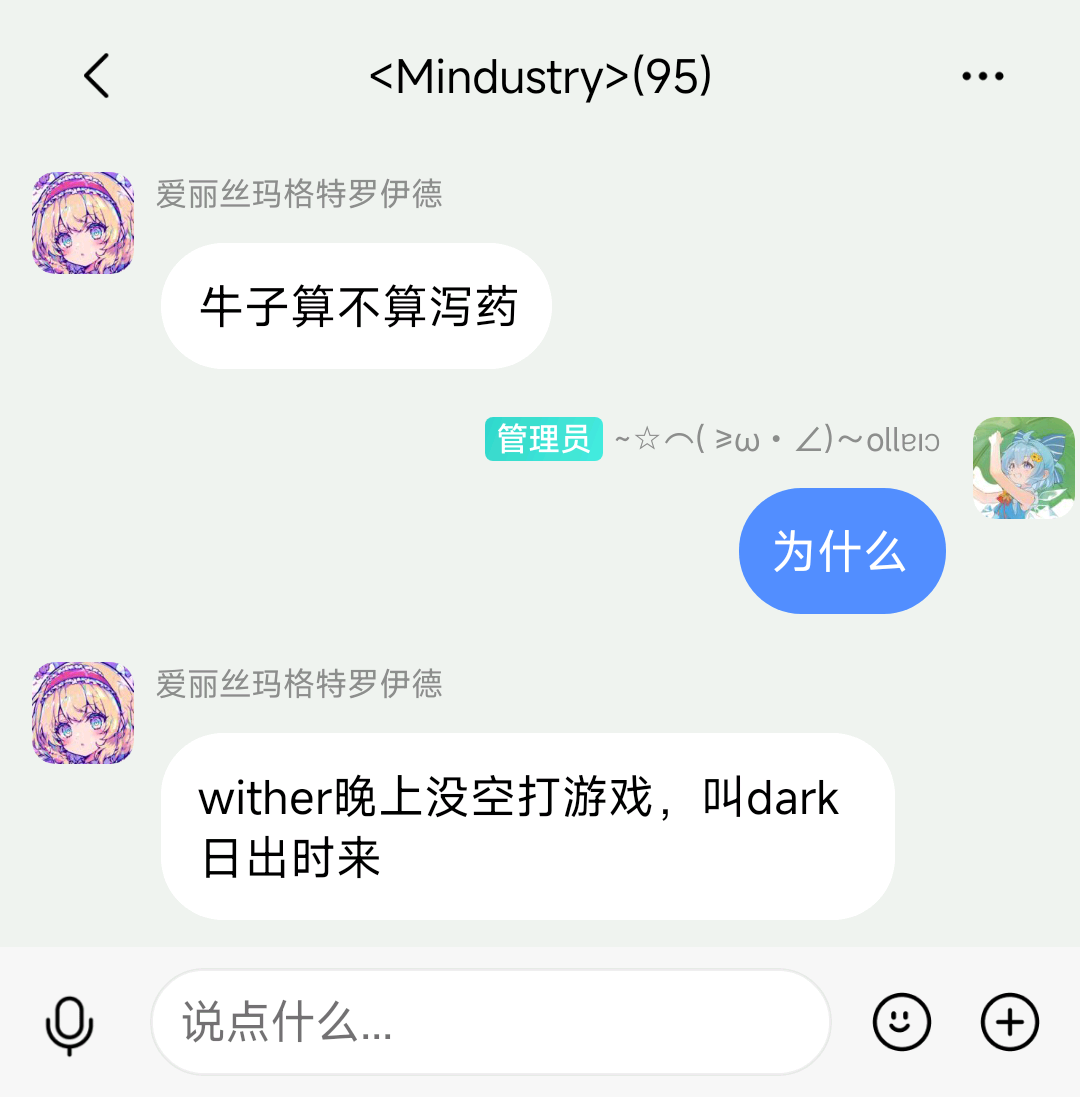 <Mindustry>(95)
爱丽丝玛格特罗伊德
牛子算不算泻药
管理员 ~☆⌒( ≥ω・∠)～ollɐıɔ
为什么
爱丽丝玛格特罗伊德
wither晚上没空打游戏，叫dark
日出时来
说点什么...